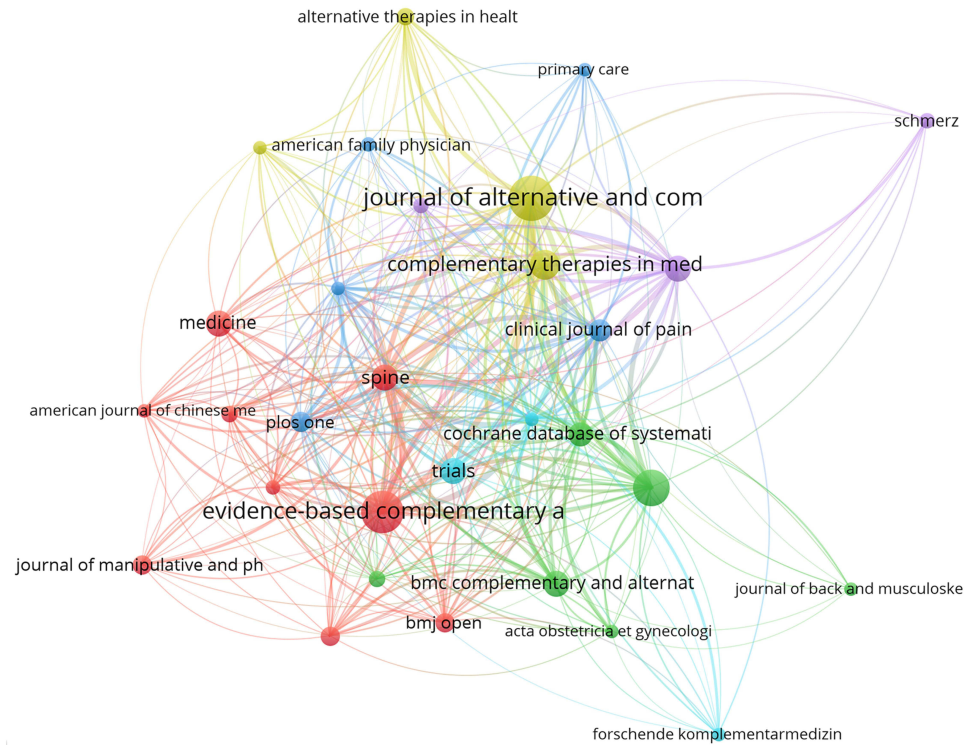 alternative therapies in healt
primary care
schmerz
american family physician
journal of alternative and com
complementary therapies in med
medicine
clinical journal of pain
spine
american journal of chinese me
plos one
cochrane database of systemati
trials
evidence-based complementary a
journal of manipulative and ph
bmc complementary and alternat
journal of back and musculoske
bmj open
acta obstetricia et gynecologi
forschende komplementarmedizin